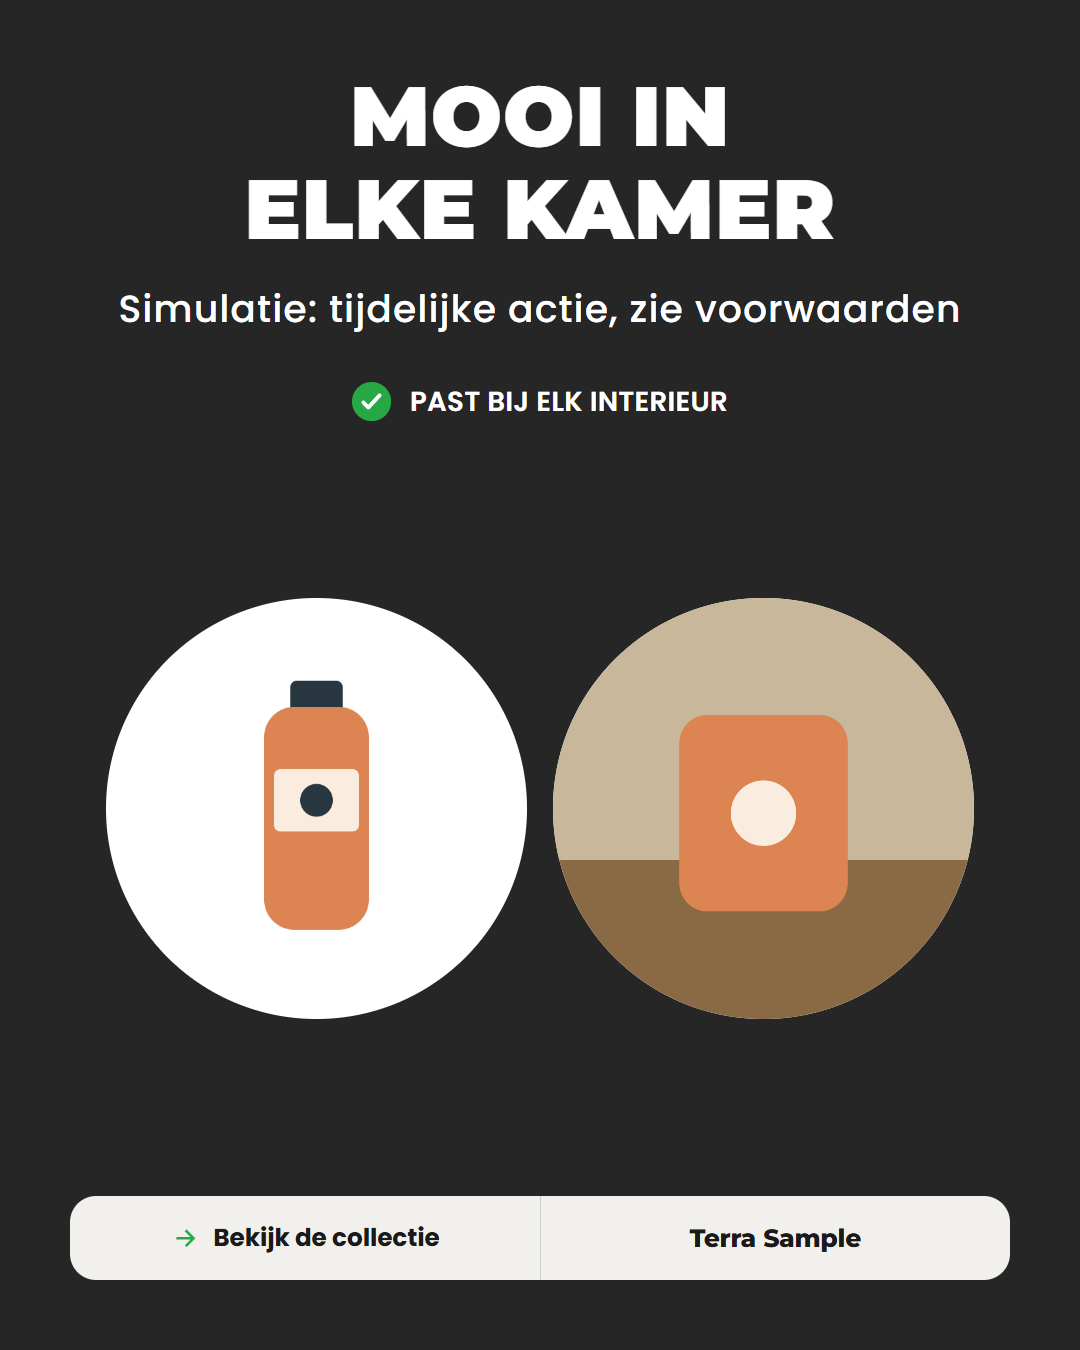 MOOI IN
ELKE KAMER
Simulatie: tijdelijke actie, zie voorwaarden
PAST BIJ ELK INTERIEUR
Bekijk de collectie
Terra Sample